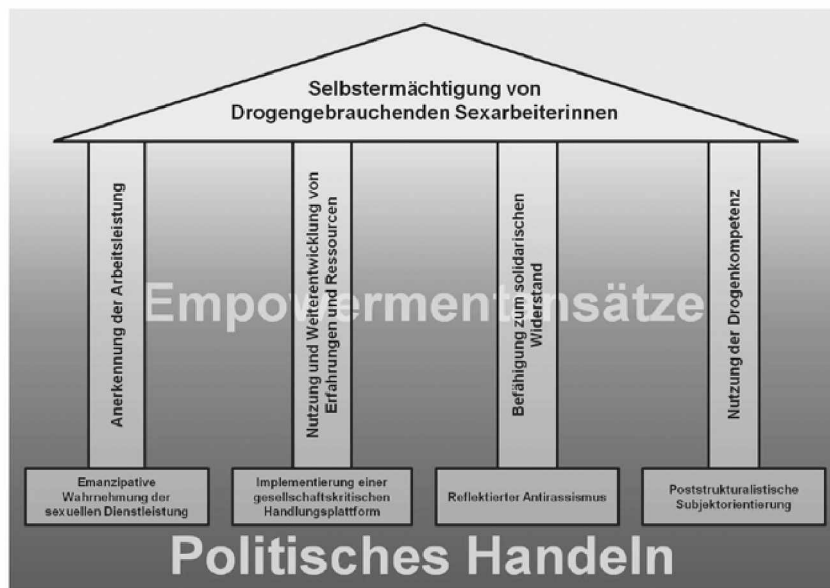 Selbstermächtigung von
Drogengebrauchenden Sexarbeiterinnen
Anerkennung der Arbeitsleistung
Nutzung und Weiterentwicklung von
Erfahrungen und Ressourcen
Befähigung zum solidarischen
Widerstand
Nutzung der Drogenkompetenz
Empowermentansätze
Emanzipative
Wahrnehmung der
sexuellen Dienstleistung
Implementierung einer
gesellschaftskritischen
Handlungsplattform
Reflektierter Antirassismus
Poststrukturalistische
Subjektorientierung
Politisches Handeln